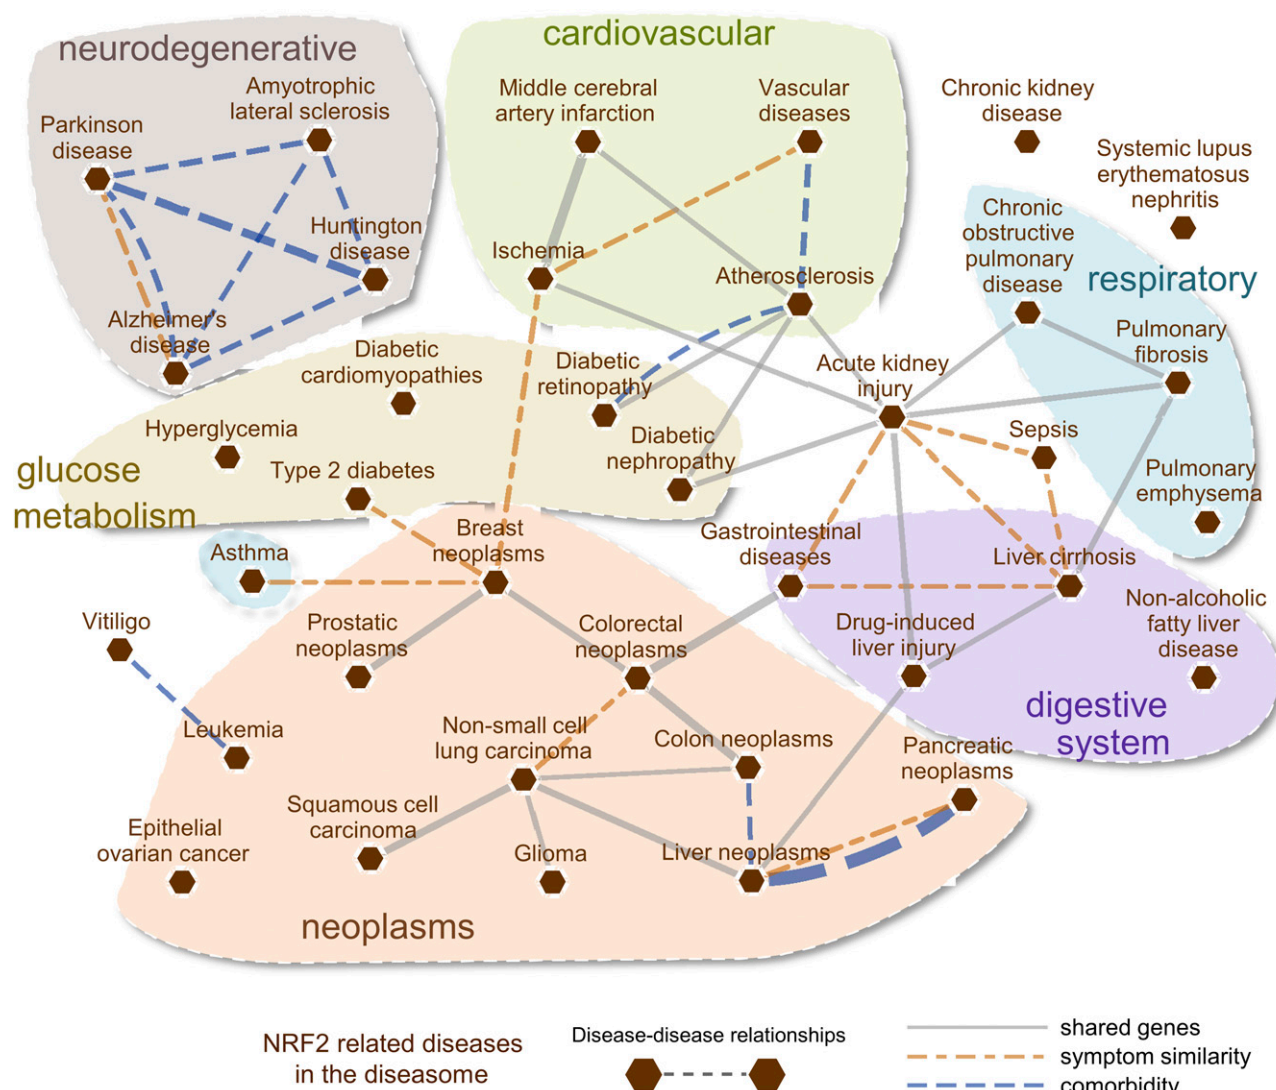 neurodegenerative
cardiovascular
Amyotrophic
lateral sclerosis
Parkinson
disease
Huntington
disease
Alzheimer's
disease
Middle cerebral
artery infarction
Vascular
diseases
Ischemia
Atherosclerosis
Chronic kidney
disease
Systemic lupus
erythematosus
nephritis
Chronic
obstructive
pulmonary
disease
respiratory
Pulmonary
fibrosis
Acute kidney
injury
Sepsis
Pulmonary
emphysema
Diabetic
cardiomyopathies
Diabetic
retinopathy
Hyperglycemia
Type 2 diabetes
Diabetic
nephropathy
glucose
metabolism
Breast
neoplasms
Asthma
Gastrointestinal
diseases
Liver cirrhosis
Non-alcoholic
fatty liver
disease
Drug-induced
liver injury
digestive
system
Vitiligo
Prostatic
neoplasms
Colorectal
neoplasms
Leukemia
Non-small cell
lung carcinoma
Colon neoplasms
Pancreatic
neoplasms
Squamous cell
carcinoma
Epithelial
ovarian cancer
Glioma
Liver neoplasms
neoplasms
NRF2 related diseases
in the diseasome
Disease-disease relationships
shared genes
symptom similarity
comorbidity